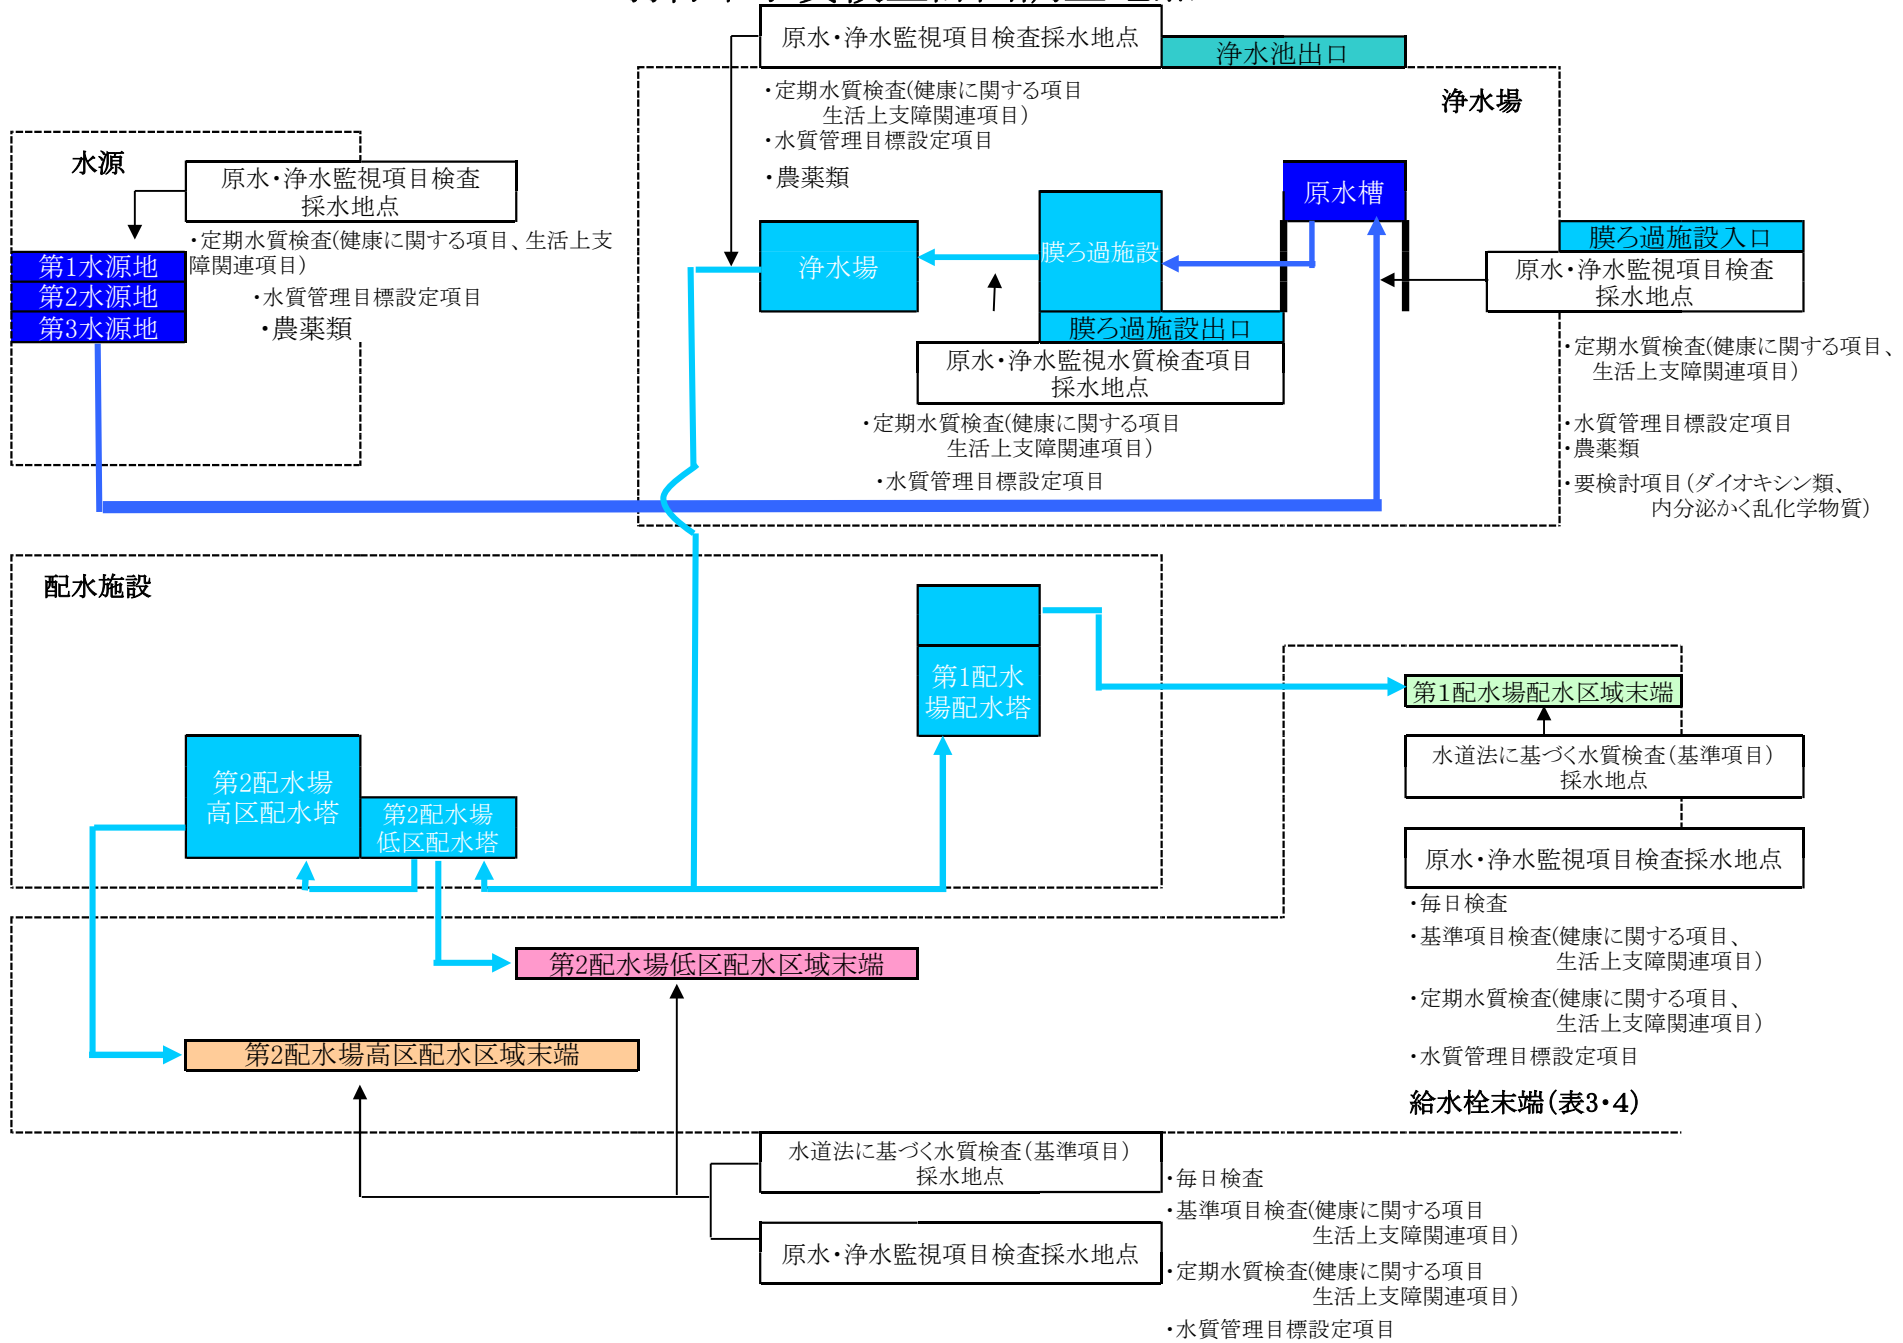 原水・浄水監視項目検査採水地点
浄水池出口
・定期水質検査(健康に関する項目
生活上支障関連項目)
・水質管理目標設定項目
・農薬類
浄水場
水源
原水・浄水監視項目検査
採水地点
・定期水質検査(健康に関する項目、生活上支
障関連項目)
・水質管理目標設定項目
・農薬類
第1水源地
第2水源地
第3水源地
浄水場
膜ろ過施設
原水槽
膜ろ過施設出口
原水・浄水監視水質検査項目
採水地点
・定期水質検査(健康に関する項目
生活上支障関連項目)
・水質管理目標設定項目
膜ろ過施設入口
原水・浄水監視項目検査
採水地点
・定期水質検査(健康に関する項目、
生活上支障関連項目)
・水質管理目標設定項目
・農薬類
・要検討項目(ダイオキシン類、
内分泌かく乱化学物質)
配水施設
第1配水
場配水塔
第2配水場
高区配水塔
第2配水場
低区配水塔
第1配水場配水区域末端
水道法に基づく水質検査(基準項目)
採水地点
原水・浄水監視項目検査採水地点
・毎日検査
・基準項目検査(健康に関する項目、
生活上支障関連項目)
・定期水質検査(健康に関する項目、
生活上支障関連項目)
・水質管理目標設定項目
給水栓末端(表3・4)
第2配水場低区配水区域末端
第2配水場高区配水区域末端
水道法に基づく水質検査(基準項目)
採水地点
原水・浄水監視項目検査採水地点
・毎日検査
・基準項目検査(健康に関する項目
生活上支障関連項目)
・定期水質検査(健康に関する項目
生活上支障関連項目)
・水質管理目標設定項目